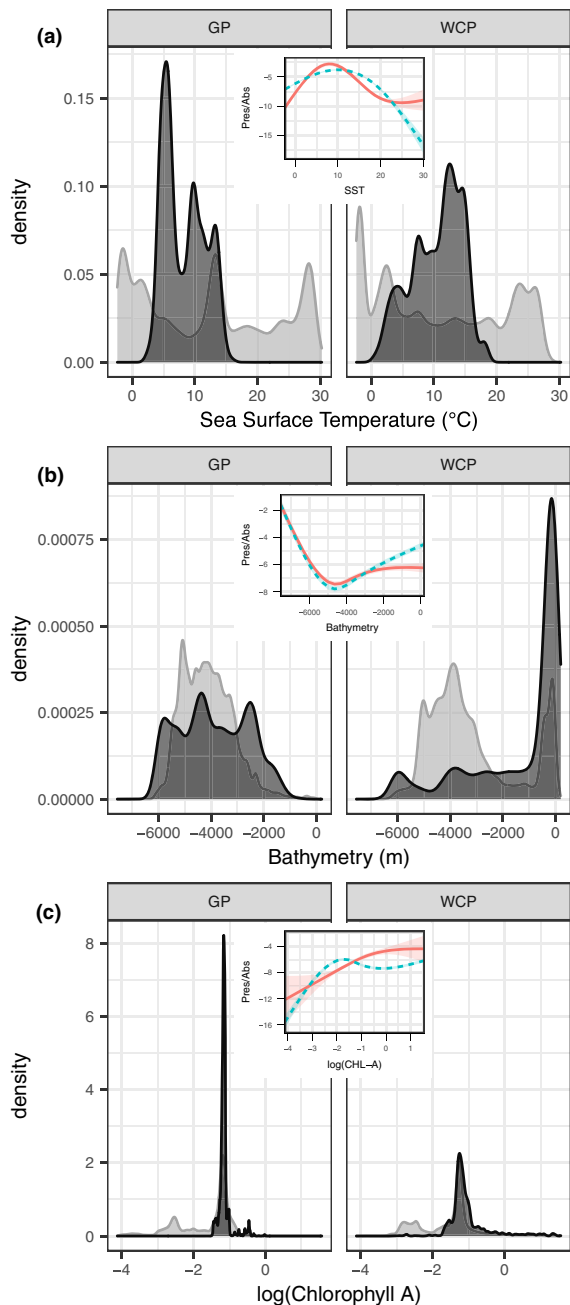 (a)
GP
WCP
0.15
0.10
0.05
0.00
density
−5
−10
−15
Pres/Abs
0 10 20 30
SST
0 10 20 30
0 10 20 30
Sea Surface Temperature (°C)
(b)
GP
WCP
0.00075
0.00050
0.00025
0.00000
density
−2
−4
−6
−8
Pres/Abs
−6000 −4000 −2000 0
Bathymetry
−6000 −4000 −2000 0
−6000 −4000 −2000 0
Bathymetry (m)
(c)
GP
WCP
8
6
4
2
0
density
−4
−8
−12
−16
Pres/Abs
−4 −3 −2 −1 0 1
log(CHL−A)
−4 −2 0
−4 −2 0
log(Chlorophyll A)